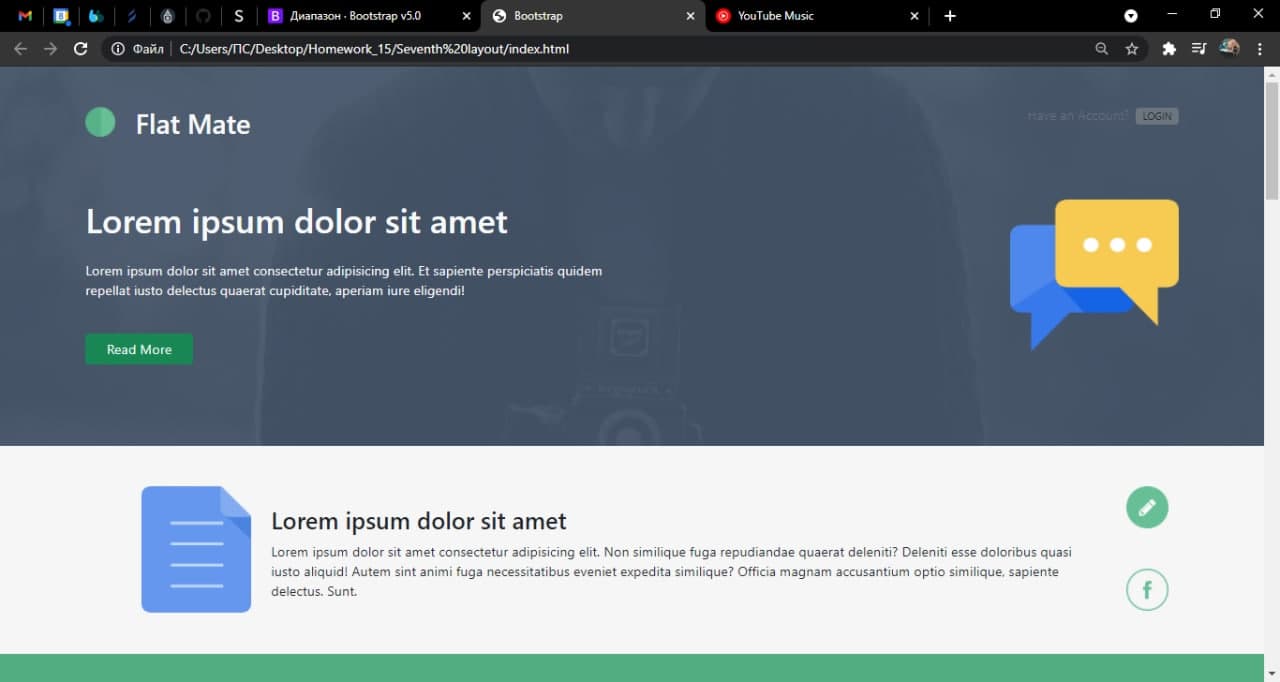 Диапазон · Bootstrap v5.0
Bootstrap
YouTube Music
Файл
C:/Users/ПС/Desktop/Homework_15/Seventh%20layout/index.html
Flat Mate
Have an Account? LOGIN
Lorem ipsum dolor sit amet
Lorem ipsum dolor sit amet consectetur adipisicing elit. Et sapiente perspiciatis quidem
repellat iusto delectus quaerat cupiditate, aperiam iure eligendi!
Read More
Lorem ipsum dolor sit amet
Lorem ipsum dolor sit amet consectetur adipisicing elit. Non similique fuga repudiandae quaerat deleniti? Deleniti esse doloribus quasi
iusto aliquid! Autem sint animi fuga necessitatibus eveniet expedita similique? Officia magnam accusantium optio similique, sapiente
delectus. Sunt.